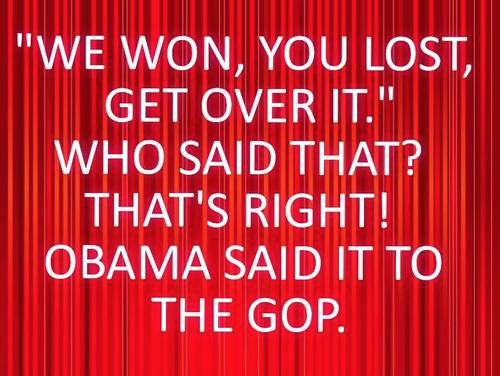 "WE WON, YOU LOST,
GET OVER IT."
WHO SAID THAT?
THAT'S RIGHT!
OBAMA SAID IT TO
THE GOP.